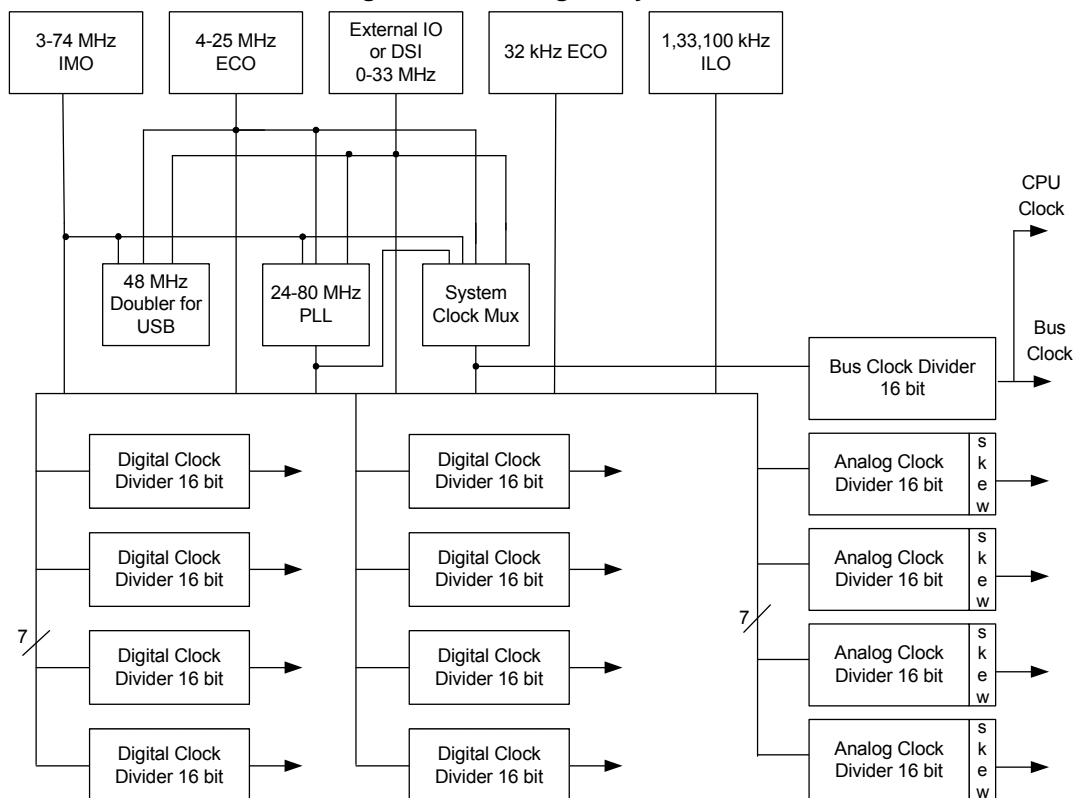 3-74 MHz
IMO
4-25 MHz
ECO
External IO
or DSI
0-33 MHz
32 kHz ECO
1,33,100 kHz
ILO
CPU
Clock
48 MHz
Doubler for
USB
24-80 MHz
PLL
System
Clock Mux
Bus
Clock
Bus Clock Divider
16 bit
Digital Clock
Divider 16 bit
Digital Clock
Divider 16 bit
Analog Clock
Divider 16 bit
s
k
e
w
Digital Clock
Divider 16 bit
Digital Clock
Divider 16 bit
Analog Clock
Divider 16 bit
s
k
e
w
7
7
Digital Clock
Divider 16 bit
Digital Clock
Divider 16 bit
Analog Clock
Divider 16 bit
s
k
e
w
Digital Clock
Divider 16 bit
Digital Clock
Divider 16 bit
Analog Clock
Divider 16 bit
s
k
e
w